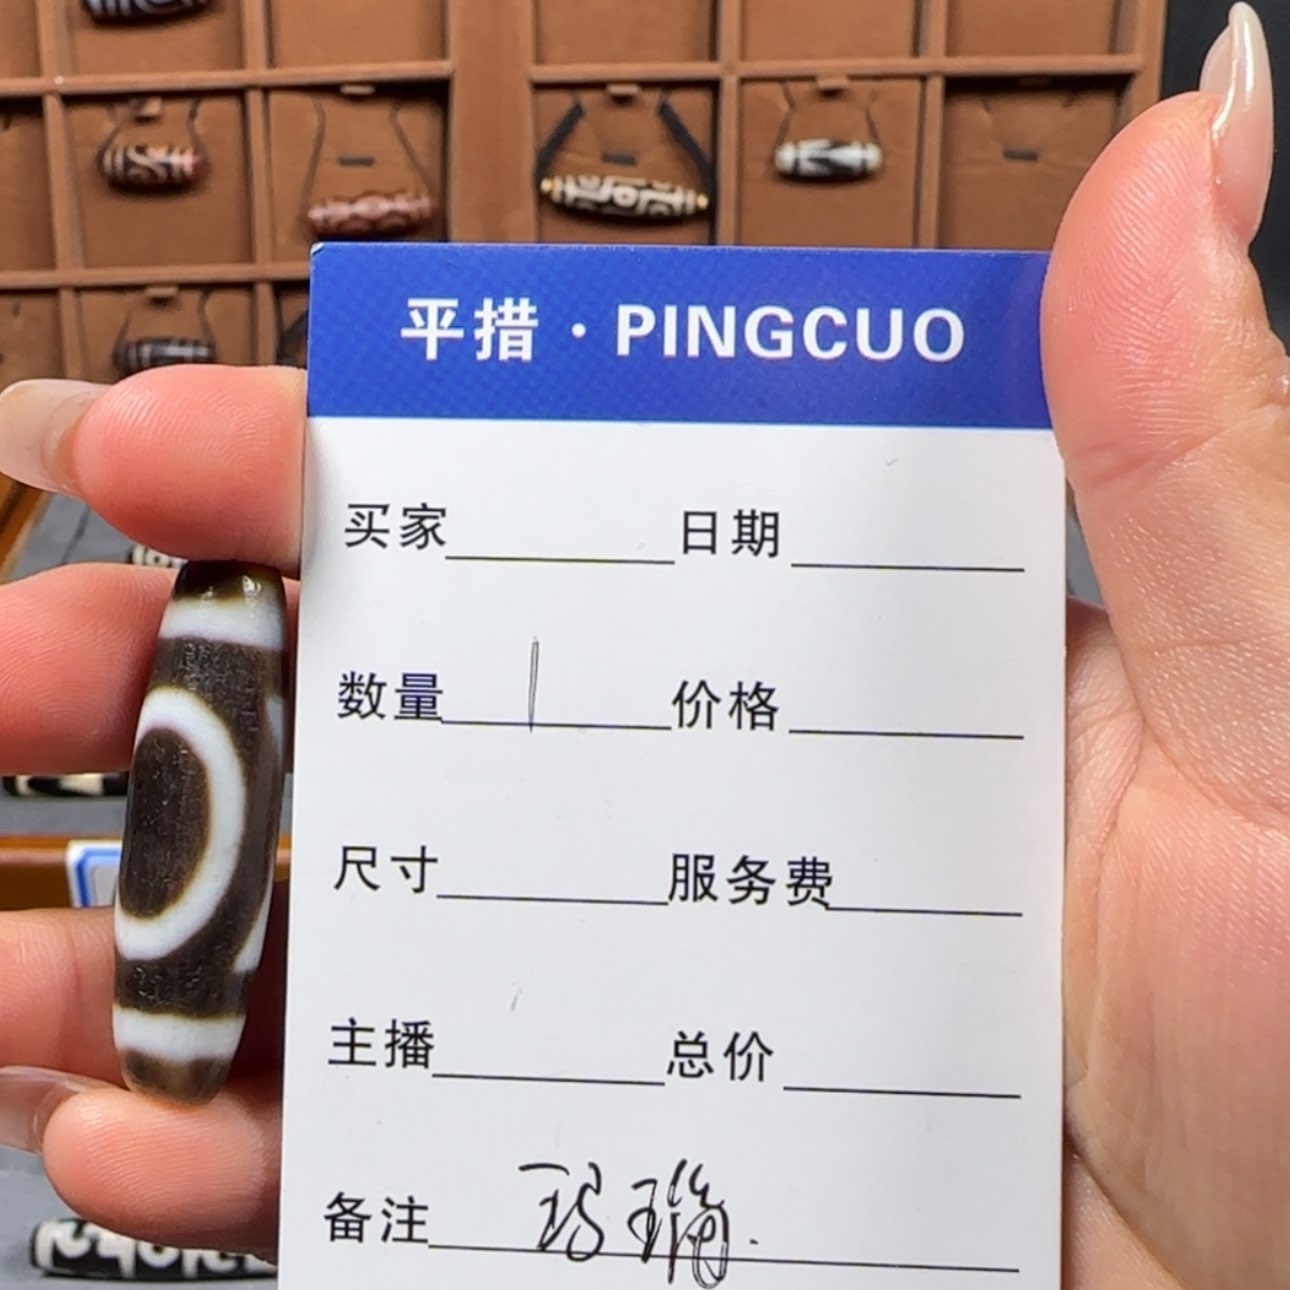 平措·PINGCUO
买家 日期
数量 1 价格
尺寸 服务费
主播 总价
备注 玛瑙